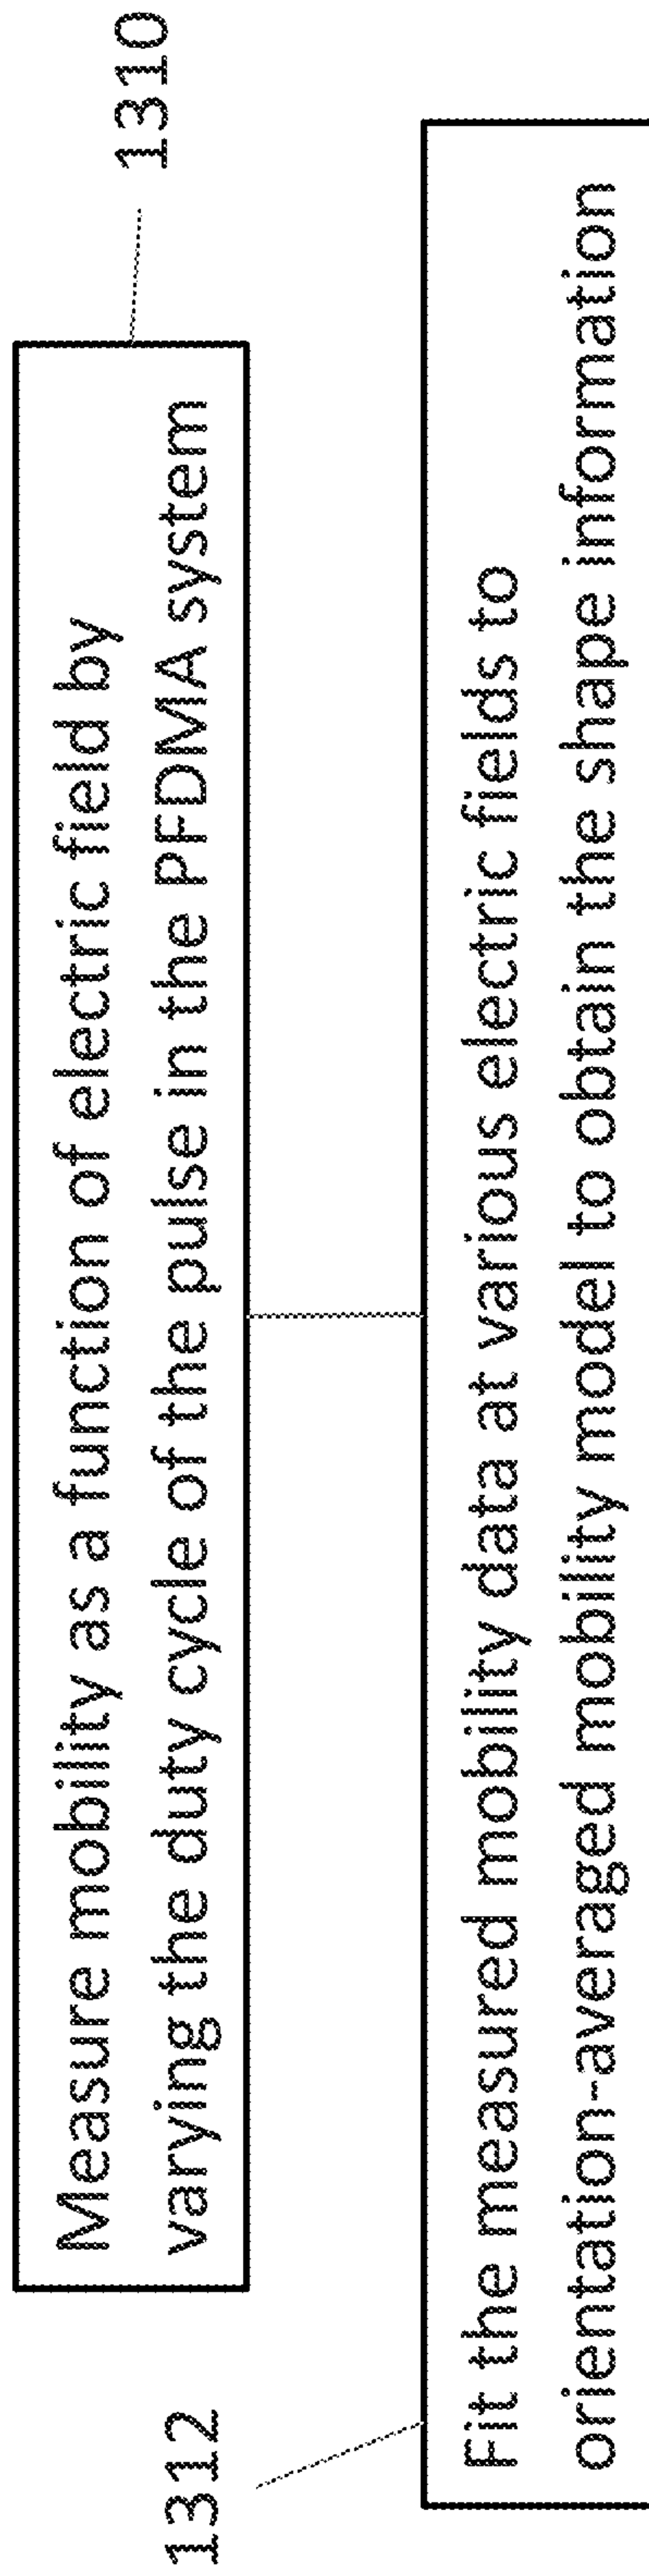 1310
Measure mobility as a function of electric field by
varying the duty cycle of the pulse in the PFDMA system
1312
Fit the measured mobility data at various electric fields to
orientation-averaged mobility model to obtain the shape information